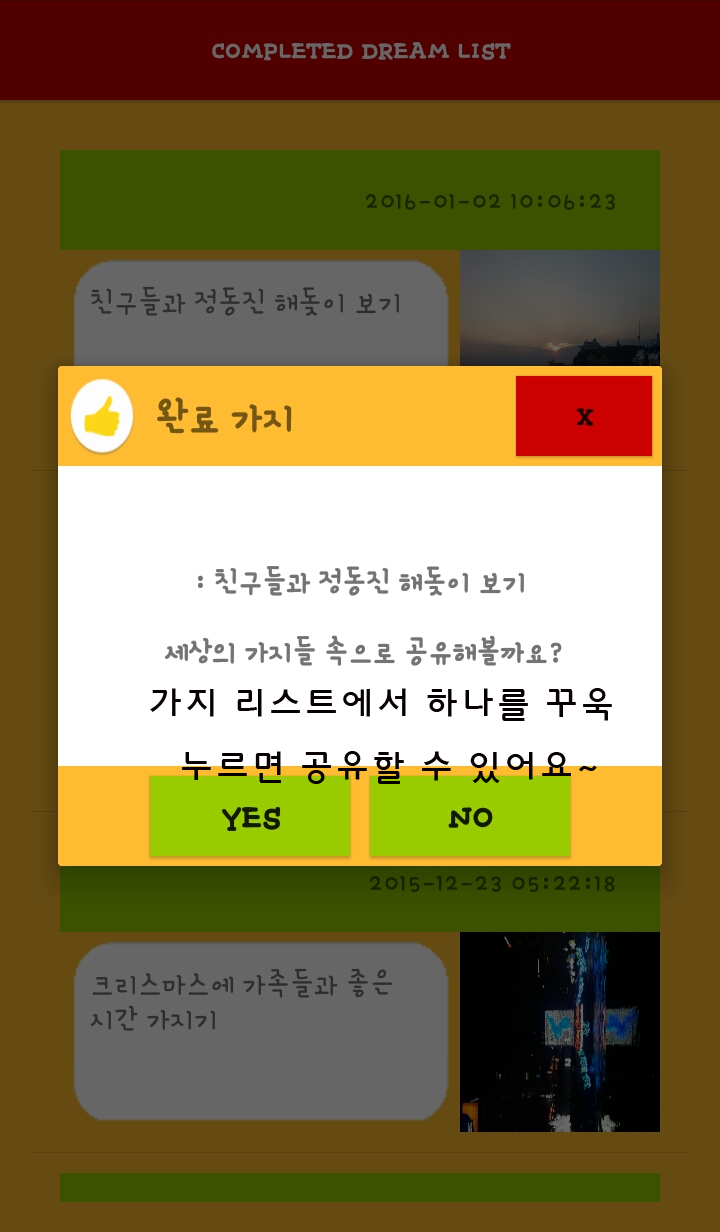 COMPLETED DREAM LIST
2016-01-02 10:06:23
친구들과 정동진 해돋이 보기
완료 가지
X
: 친구들과 정동진 해돋이 보기
세상의 가지들 속으로 공유해볼까요?
가지 리스트에서 하나를 꾸욱
누르면 공유할 수 있어요~
YES
NO
2015-12-23 05:22:18
크리스마스에 가족들과 좋은
시간 가지기